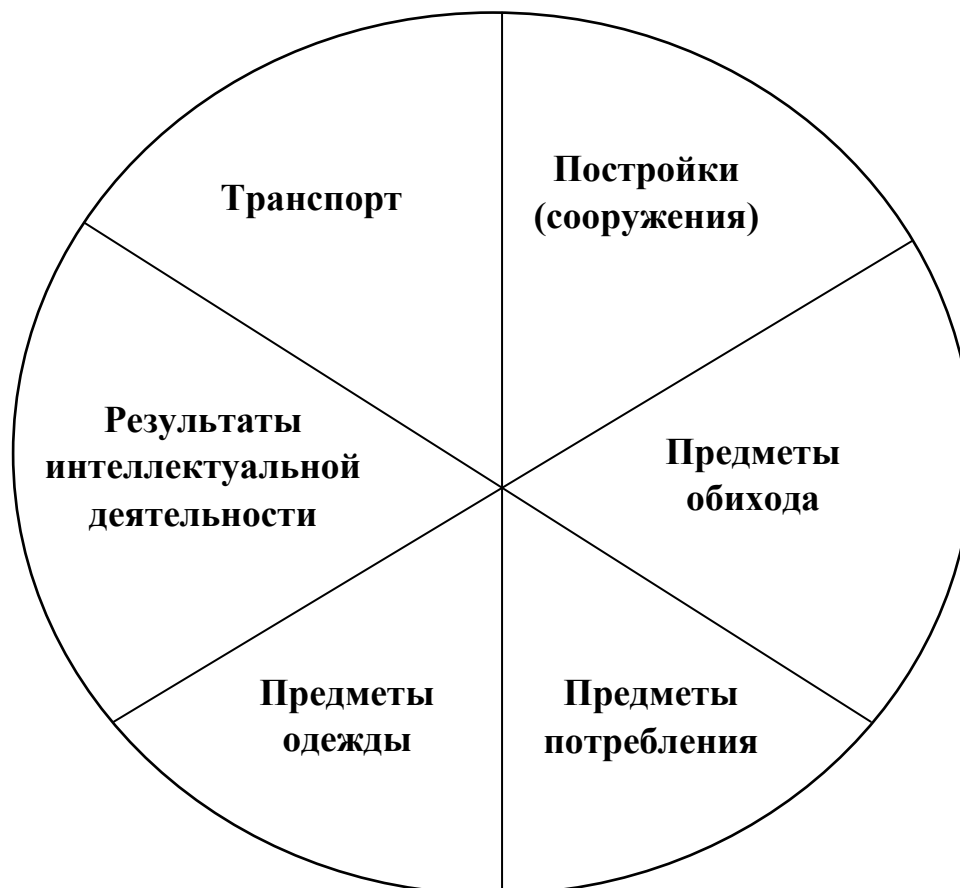 Транспорт
Постройки
(сооружения)
Результаты
интеллектуальной
деятельности
Предметы
обихода
Предметы
одежды
Предметы
потребления